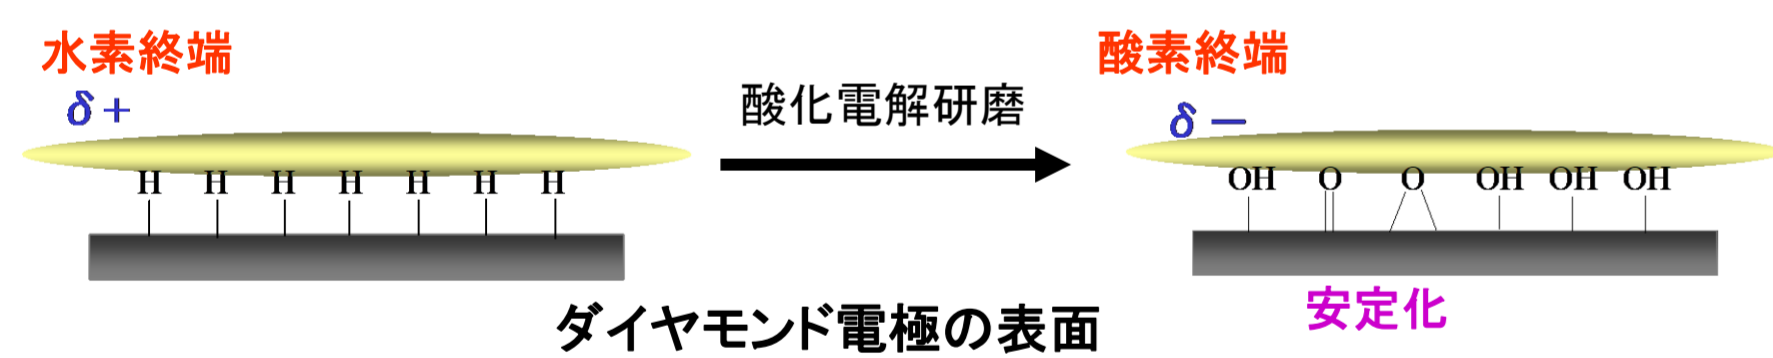 水素終端
δ+
H H H H H H H
酸化電解研磨
酸素終端
δ−
OH O O OH OH OH
安定化
ダイヤモンド電極の表面